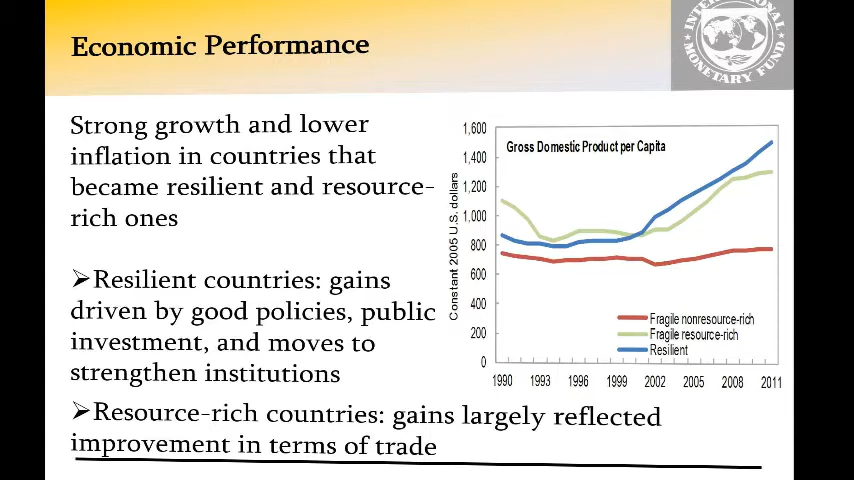 Economic Performance
INTERNATIONAL
MONETARY FUND
Strong growth and lower
inflation in countries that
became resilient and resource-
rich ones
➢Resilient countries: gains
driven by good policies, public
investment, and moves to
strengthen institutions
➢Resource-rich countries: gains largely reflected
improvement in terms of trade
Gross Domestic Product per Capita
Constant 2005 U.S. dollars
1,600
1,400
1,200
1,000
800
600
400
200
0
Fragile nonresource-rich
Fragile resource-rich
Resilient
1990 1993 1996 1999 2002 2005 2008 2011